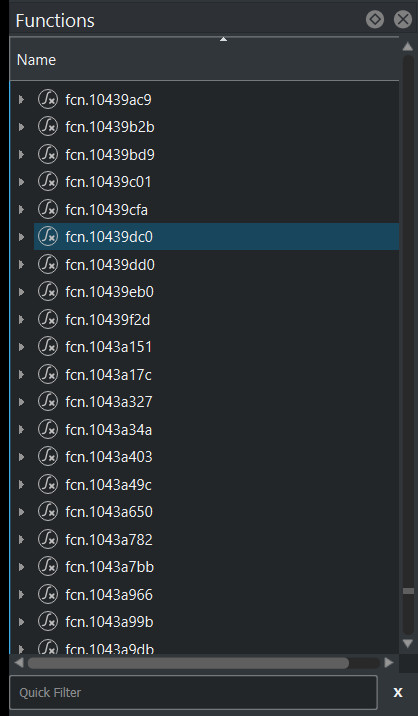 Functions
Name
fcn.10439ac9
fcn.10439b2b
fcn.10439bd9
fcn.10439c01
fcn.10439cfa
fcn.10439dc0
fcn.10439dd0
fcn.10439eb0
fcn.10439f2d
fcn.1043a151
fcn.1043a17c
fcn.1043a327
fcn.1043a34a
fcn.1043a403
fcn.1043a49c
fcn.1043a650
fcn.1043a782
fcn.1043a7bb
fcn.1043a966
fcn.1043a99b
fcn.1043a9db
Quick Filter
X